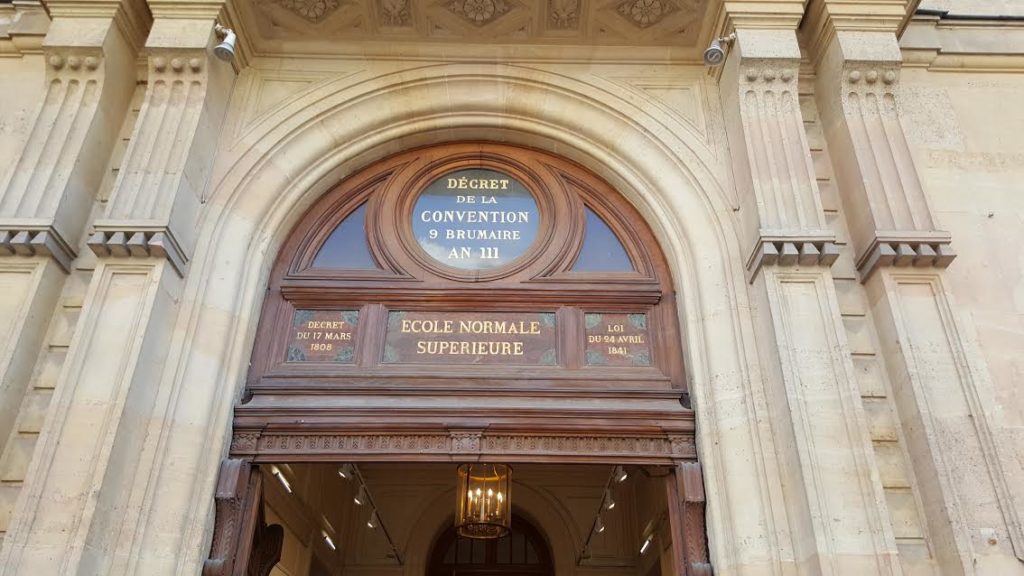 DÉCRET
DE LA
CONVENTION
9 BRUMAIRE
AN III
DECRET
DU 17 MARS
1808
ECOLE NORMALE
SUPERIEURE
LOI
DU 24 AVRIL
1841